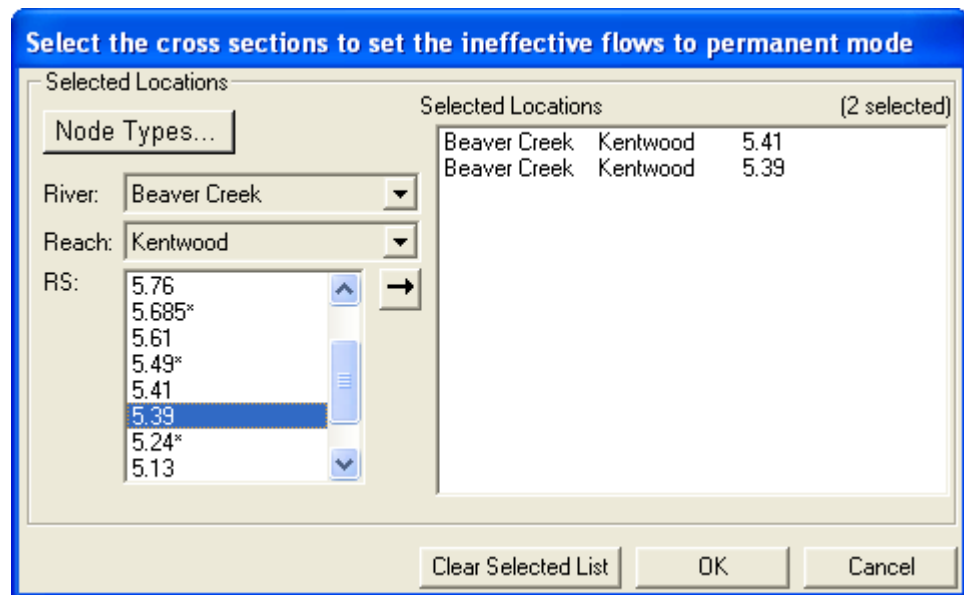 Select the cross sections to set the ineffective flows to permanent mode
Selected Locations
Node Types...
River: Beaver Creek
Reach: Kentwood
RS:
5.76
5.685*
5.61
5.49*
5.41
5.39
5.24*
5.13
Selected Locations (2 selected)
Beaver Creek Kentwood 5.41
Beaver Creek Kentwood 5.39
Clear Selected List OK Cancel